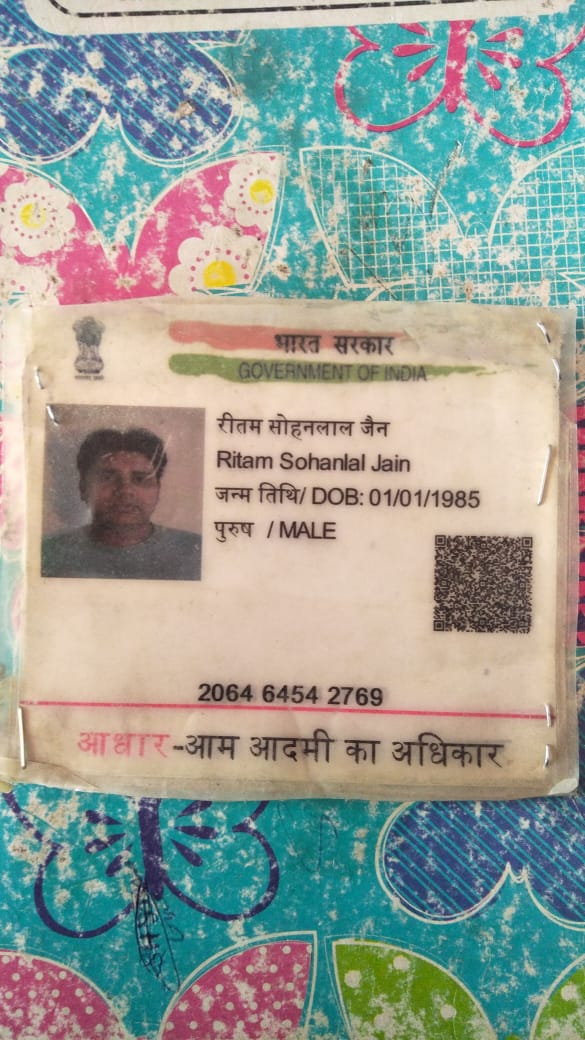 भारत सरकार
GOVERNMENT OF INDIA
रीतम सोहनलाल जैन
Ritam Sohanlal Jain
जन्म तिथि/ DOB: 01/01/1985
पुरुष / MALE
2064 6454 2769
आधार-आम आदमी का अधिकार